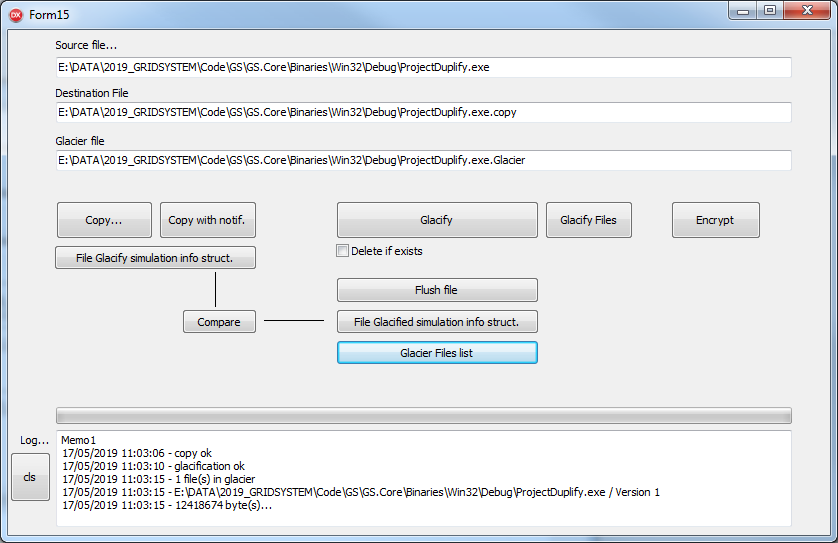 DX Form15
Source file...
E:\DATA\2019_GRIDSYSTEM\Code\GS\GS.Core\Binaries\Win32\Debug\ProjectDuplify.exe
Destination File
E:\DATA\2019_GRIDSYSTEM\Code\GS\GS.Core\Binaries\Win32\Debug\ProjectDuplify.exe.copy
Glacier file
E:\DATA\2019_GRIDSYSTEM\Code\GS\GS.Core\Binaries\Win32\Debug\ProjectDuplify.exe.Glacier
Copy... Copy with notif. Glacify Glacify Files Encrypt
File Glacify simulation info struct. Delete if exists
Flush file
Compare File Glacified simulation info struct.
Glacier Files list
Log... Memo1
17/05/2019 11:03:06 - copy ok
17/05/2019 11:03:10 - glacification ok
cls 17/05/2019 11:03:15 - 1 file(s) in glacier
17/05/2019 11:03:15 - E:\DATA\2019_GRIDSYSTEM\Code\GS\GS.Core\Binaries\Win32\Debug\ProjectDuplify.exe / Version 1
17/05/2019 11:03:15 - 12418674 byte(s)...